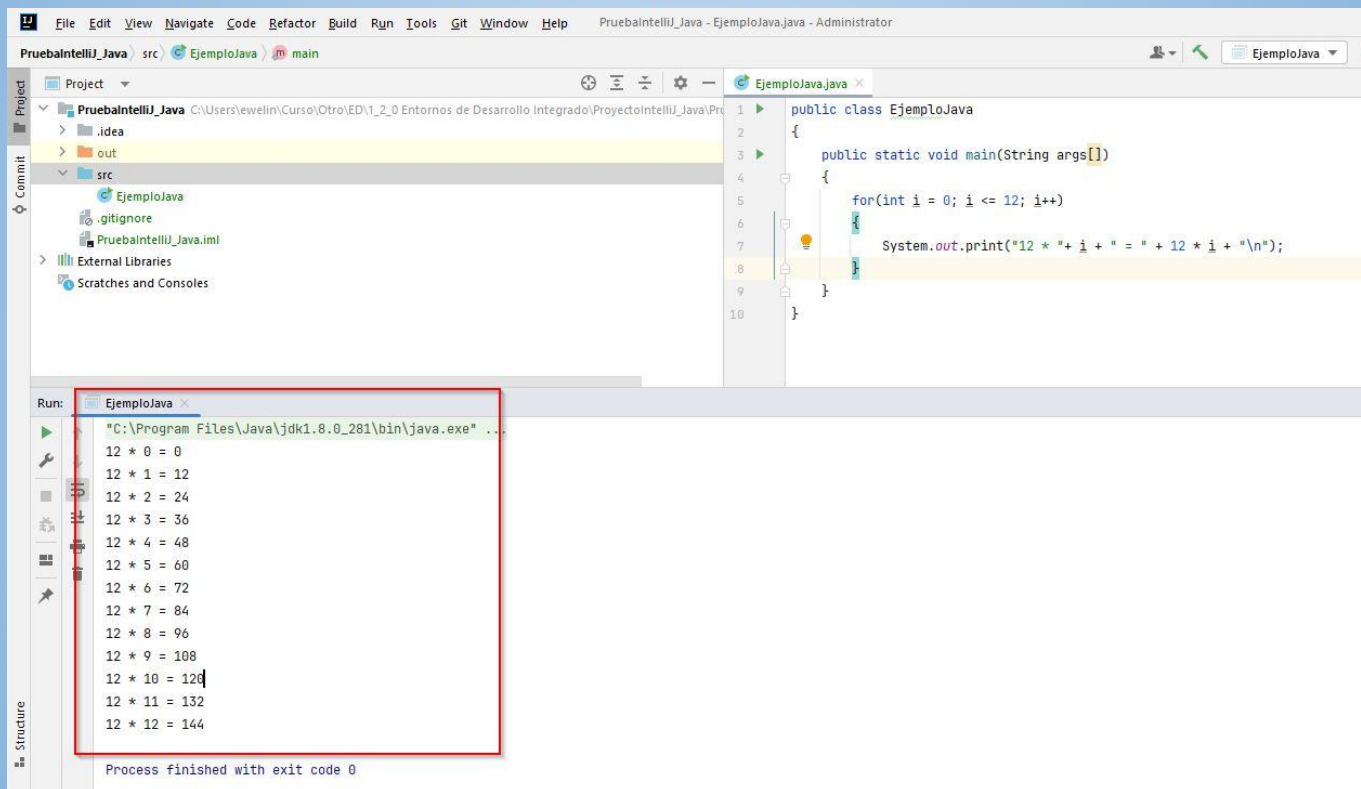 File Edit View Navigate Code Refactor Build Run Tools Git Window Help PruebaIntelliJ_Java - EjemploJava.java - Administrator
PruebaIntelliJ_Java src EjemploJava main
EjemploJava
Project
Commit
Structure
Project
PruebaIntelliJ_Java C:\Users\ewelin\Curso\Otro\ED\1_2_0 Entornos de Desarrollo Integrado\ProyectoIntelliJ_Java\Pru
.idea
out
src
EjemploJava
.gitignore
PruebaIntelliJ_Java.iml
External Libraries
Scratches and Consoles
EjemploJava.java
1 public class EjemploJava
2 {
3 public static void main(String args[])
4 {
5 for(int i = 0; i <= 12; i++)
6 {
7 System.out.print("12 * "+ i + " = " + 12 * i + "\n");
8 }
9 }
10 }
Run: EjemploJava
"C:\Program Files\Java\jdk1.8.0_281\bin\java.exe" ...
12 * 0 = 0
12 * 1 = 12
12 * 2 = 24
12 * 3 = 36
12 * 4 = 48
12 * 5 = 60
12 * 6 = 72
12 * 7 = 84
12 * 8 = 96
12 * 9 = 108
12 * 10 = 120
12 * 11 = 132
12 * 12 = 144
Process finished with exit code 0